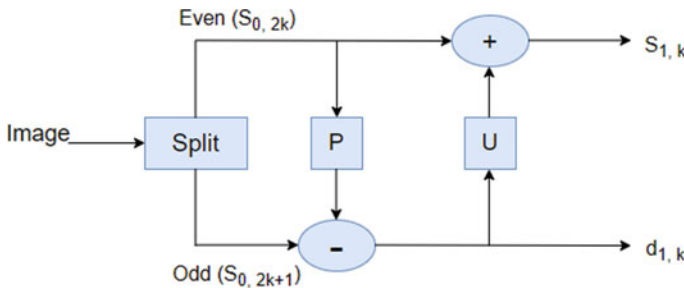 Even (S0, 2k)
+
S1, k
Image
Split
P
U
-
d1, k
Odd (S0, 2k+1)